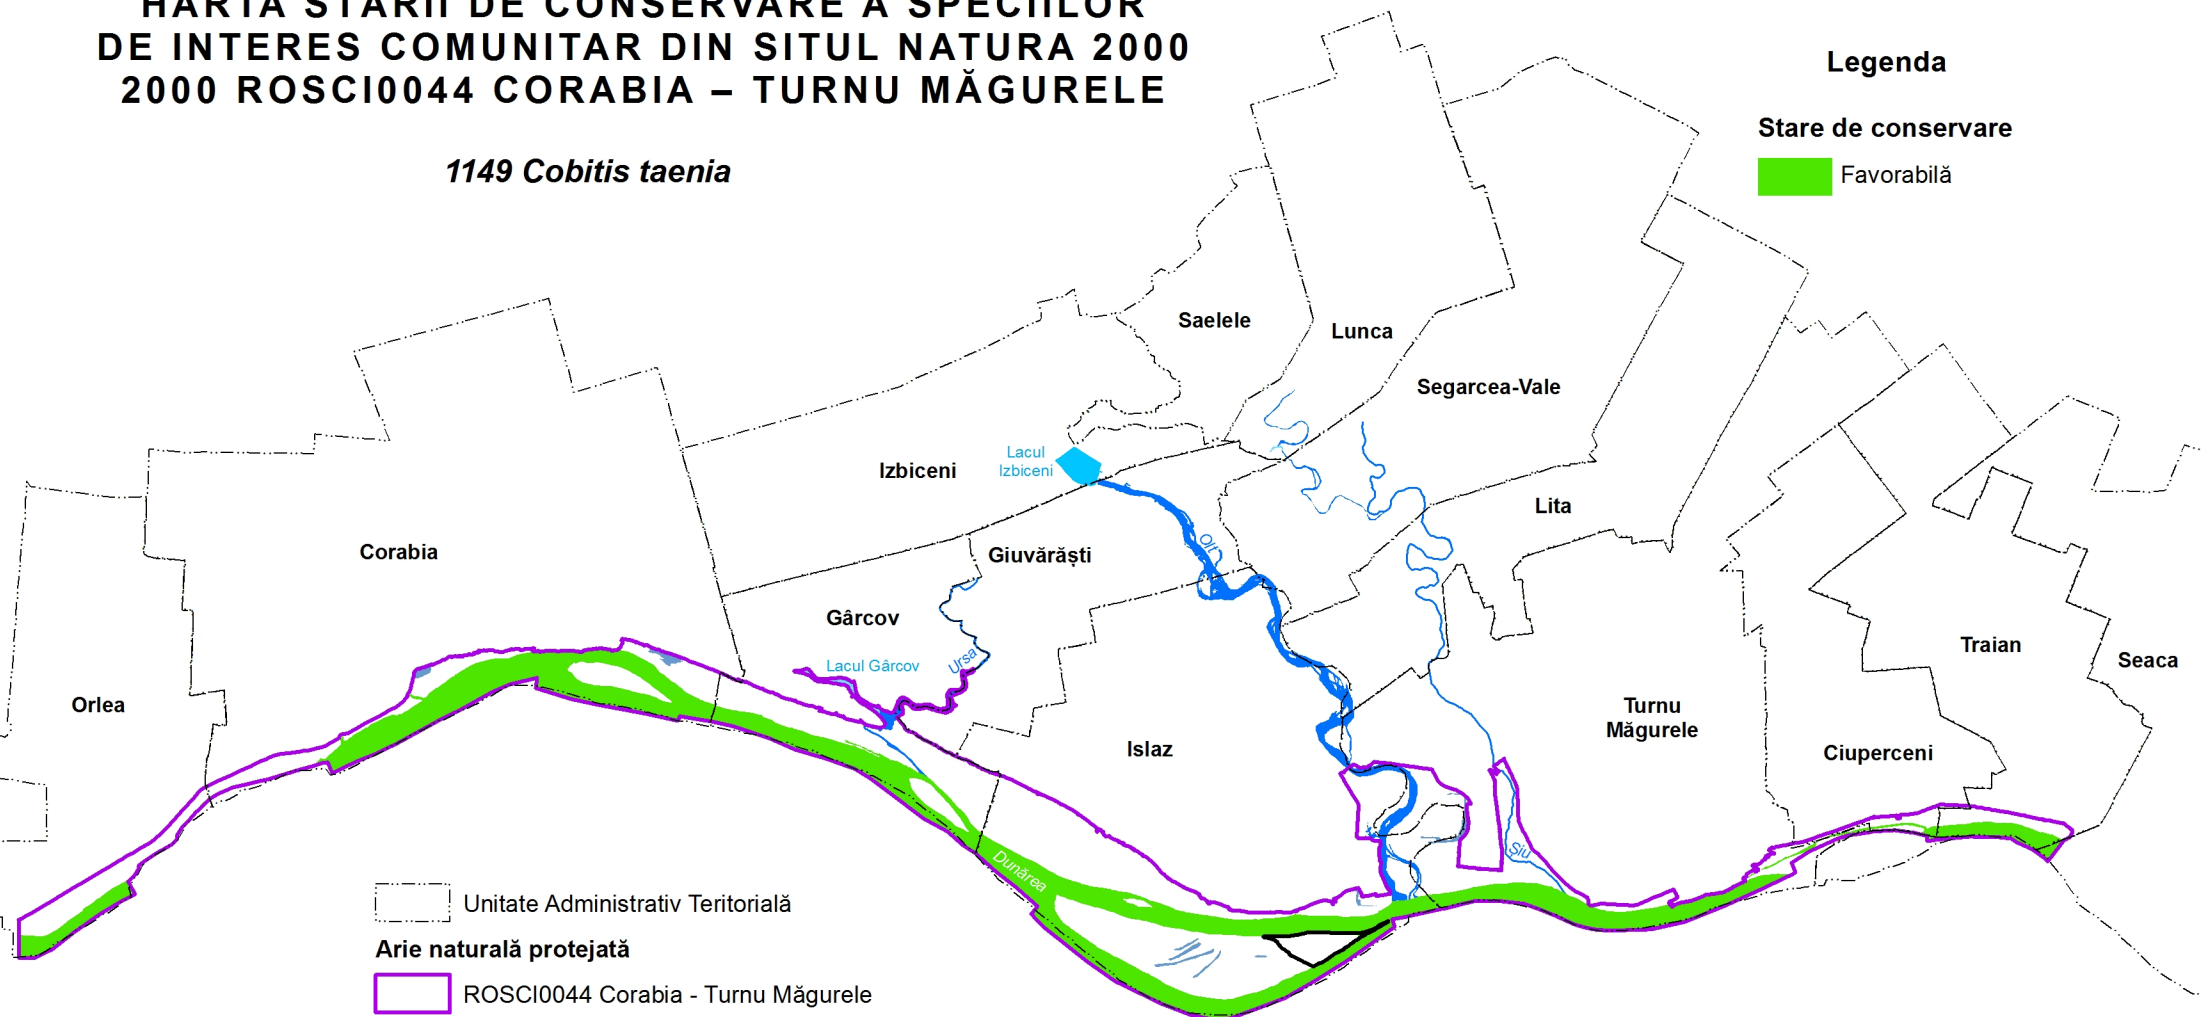 HARTA STĂRII DE CONSERVARE A SPECIILOR
DE INTERES COMUNITAR DIN SITUL NATURA 2000
2000 ROSCI0044 CORABIA – TURNU MĂGURELE
1149 Cobitis taenia
Legenda
Stare de conservare
Favorabilă
Saelele
Lunca
Segarcea-Vale
Lacul
Izbiceni
Izbiceni
Lita
Olt
Corabia
Giuvărăști
Gârcov
Lacul Gârcov
Ursa
Traian
Seaca
Orlea
Turnu
Măgurele
Islaz
Ciuperceni
Șiu
Dunărea
Unitate Administrativ Teritorială
Arie naturală protejată
ROSCI0044 Corabia - Turnu Măgurele